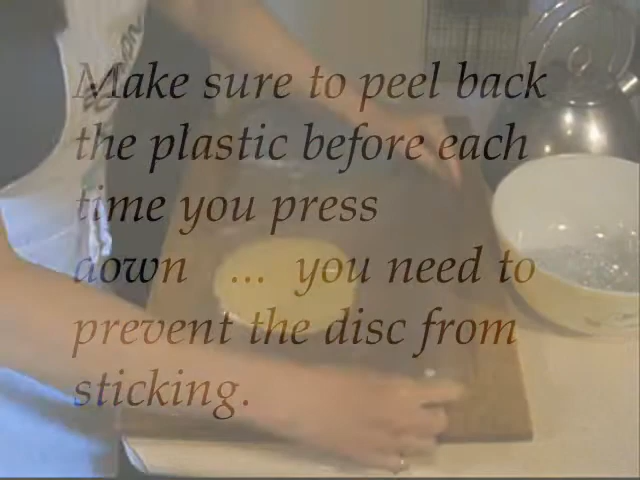 Make sure to peel back
the plastic before each
time you press
down ... you need to
prevent the disc from
sticking.